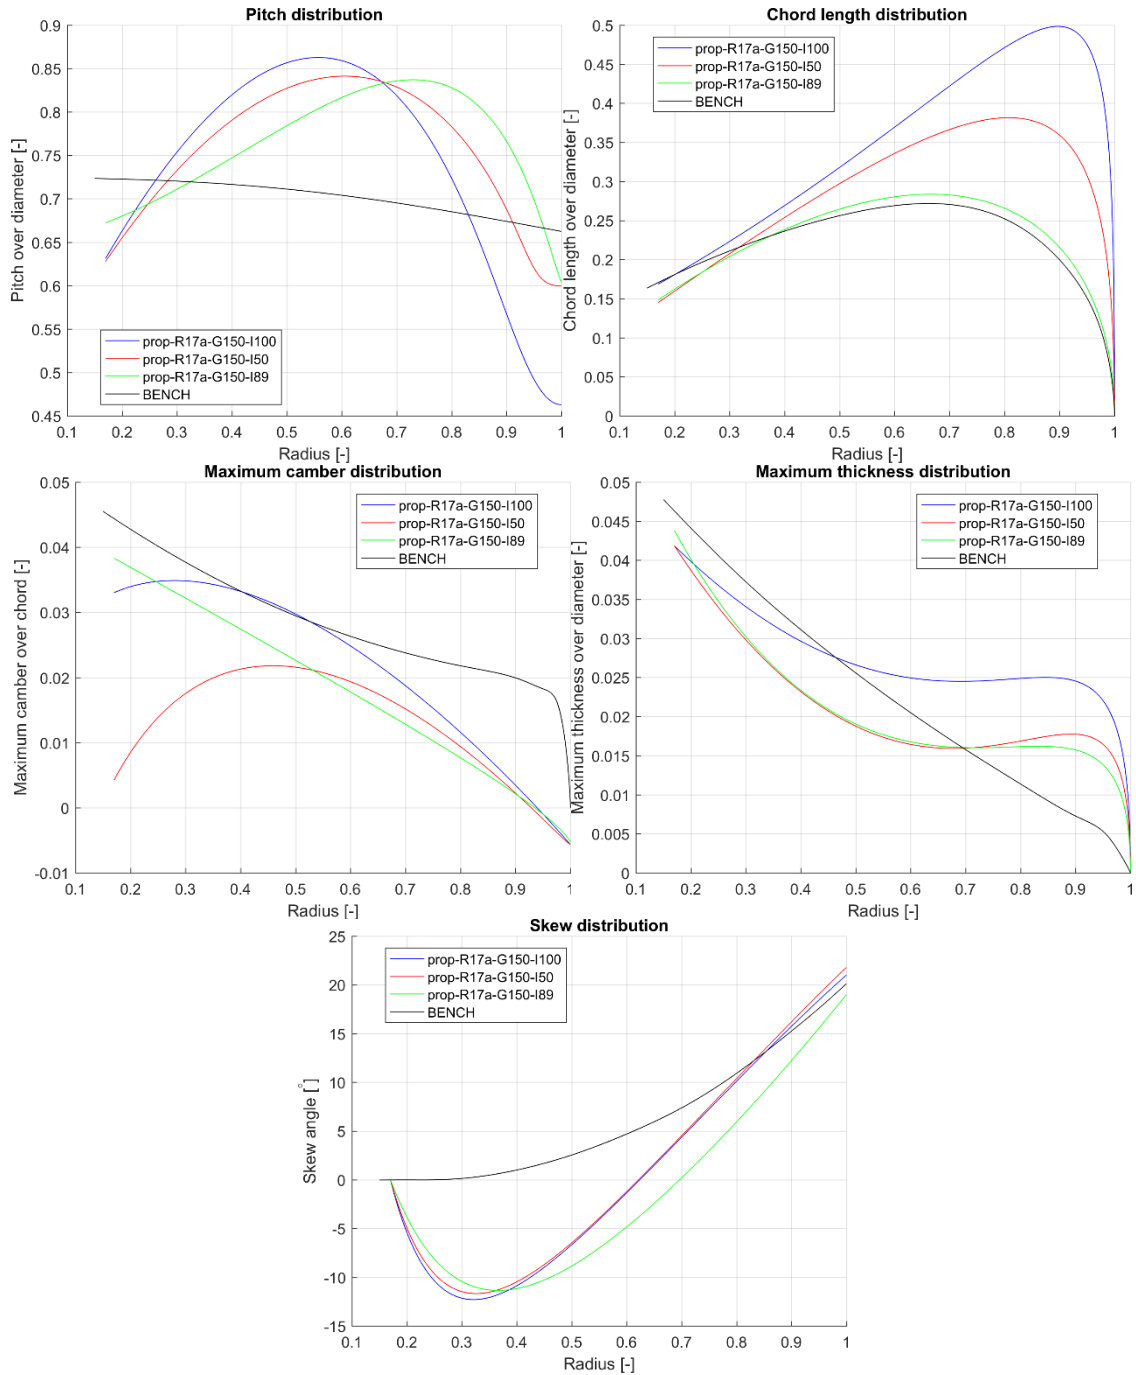 Pitch distribution
0.9
0.85
0.8
0.75
0.7
0.65
0.6
0.55
0.5
0.45
Pitch over diameter [-]
prop-R17a-G150-I100
prop-R17a-G150-I50
prop-R17a-G150-I89
BENCH
0.1 0.2 0.3 0.4 0.5 0.6 0.7 0.8 0.9 1
Radius [-]
Chord length distribution
0.5
0.45
0.4
0.35
0.3
0.25
0.2
0.15
0.1
0.05
0
Chord length over diameter [-]
prop-R17a-G150-I100
prop-R17a-G150-I50
prop-R17a-G150-I89
BENCH
0.1 0.2 0.3 0.4 0.5 0.6 0.7 0.8 0.9 1
Radius [-]
Maximum camber distribution
0.05
0.04
0.03
0.02
0.01
0
-0.01
Maximum camber over chord [-]
prop-R17a-G150-I100
prop-R17a-G150-I50
prop-R17a-G150-I89
BENCH
0.1 0.2 0.3 0.4 0.5 0.6 0.7 0.8 0.9 1
Radius [-]
Maximum thickness distribution
0.05
0.045
0.04
0.035
0.03
0.025
0.02
0.015
0.01
0.005
0
Maximum thickness over diameter [-]
prop-R17a-G150-I100
prop-R17a-G150-I50
prop-R17a-G150-I89
BENCH
0.1 0.2 0.3 0.4 0.5 0.6 0.7 0.8 0.9 1
Radius [-]
Skew distribution
25
20
15
10
5
0
-5
-10
-15
Skew angle [°]
prop-R17a-G150-I100
prop-R17a-G150-I50
prop-R17a-G150-I89
BENCH
0.1 0.2 0.3 0.4 0.5 0.6 0.7 0.8 0.9 1
Radius [-]